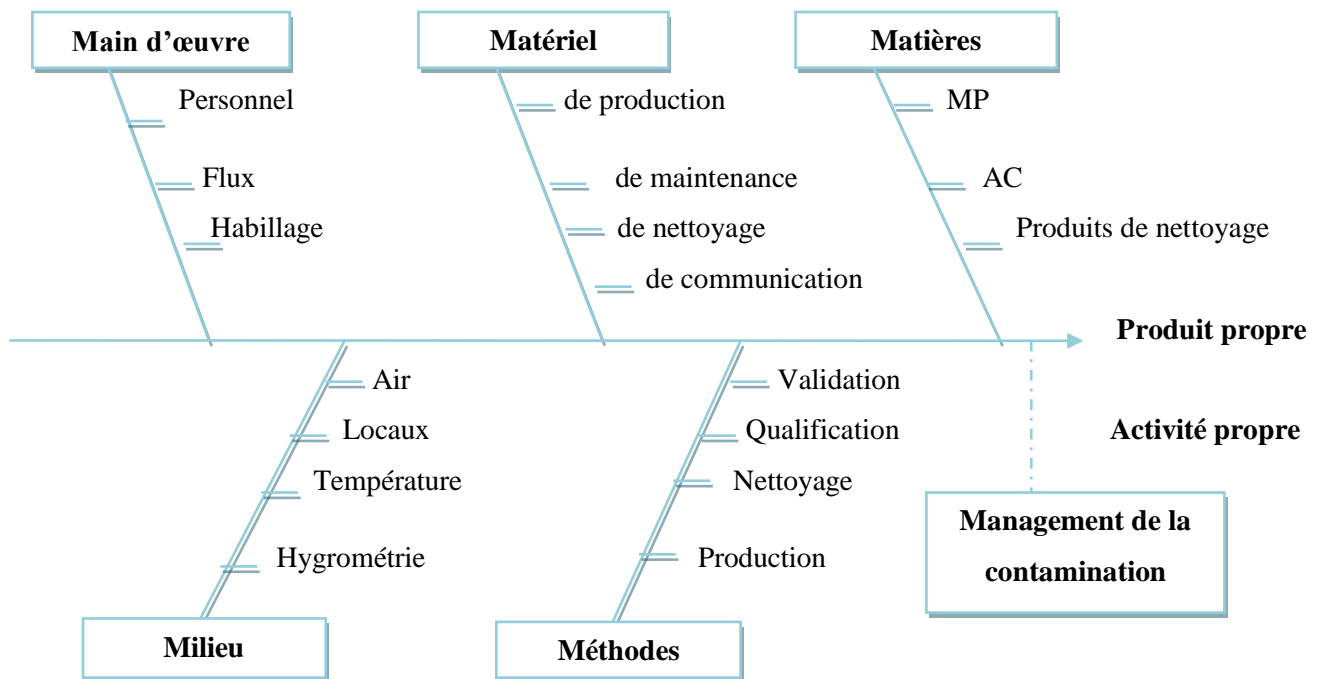 Main d’œuvre
Matériel
Matières
Personnel
Flux
Habillage
de production
de maintenance
de nettoyage
de communication
MP
AC
Produits de nettoyage
Produit propre
Activité propre
Air
Locaux
Température
Hygrométrie
Validation
Qualification
Nettoyage
Production
Management de la
contamination
Milieu
Méthodes